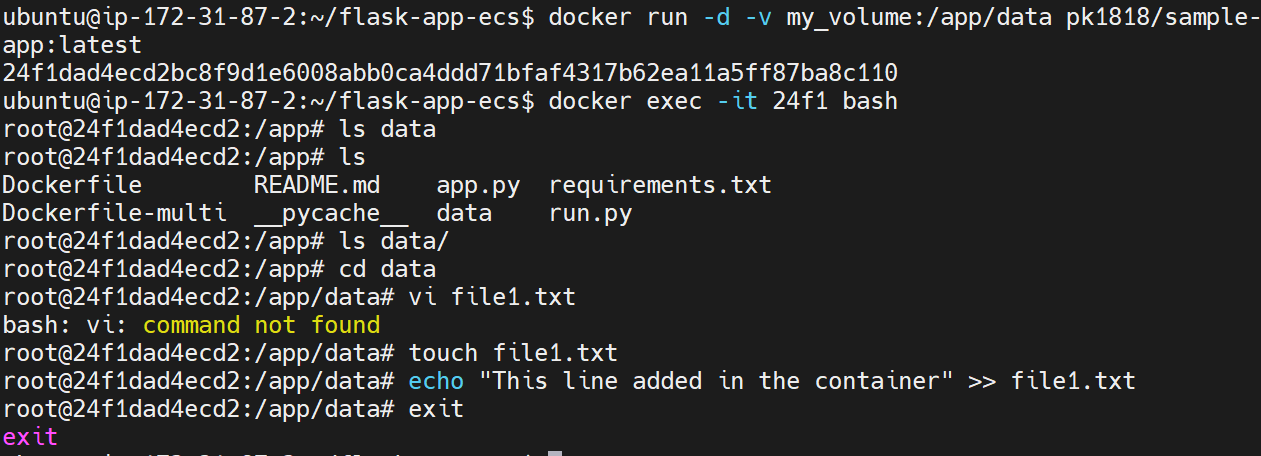 ubuntu@ip-172-31-87-2:~/flask-app-ecs$ docker run -d -v my_volume:/app/data pk1818/sample-
app:latest
24f1dad4ecd2bc8f9d1e6008abb0ca4ddd71bfaf4317b62ea11a5ff87ba8c110
ubuntu@ip-172-31-87-2:~/flask-app-ecs$ docker exec -it 24f1 bash
root@24f1dad4ecd2:/app# ls data
root@24f1dad4ecd2:/app# ls
Dockerfile        README.md    app.py  requirements.txt
Dockerfile-multi  __pycache__  data    run.py
root@24f1dad4ecd2:/app# ls data/
root@24f1dad4ecd2:/app# cd data
root@24f1dad4ecd2:/app/data# vi file1.txt
bash: vi: command not found
root@24f1dad4ecd2:/app/data# touch file1.txt
root@24f1dad4ecd2:/app/data# echo "This line added in the container" >> file1.txt
root@24f1dad4ecd2:/app/data# exit
exit